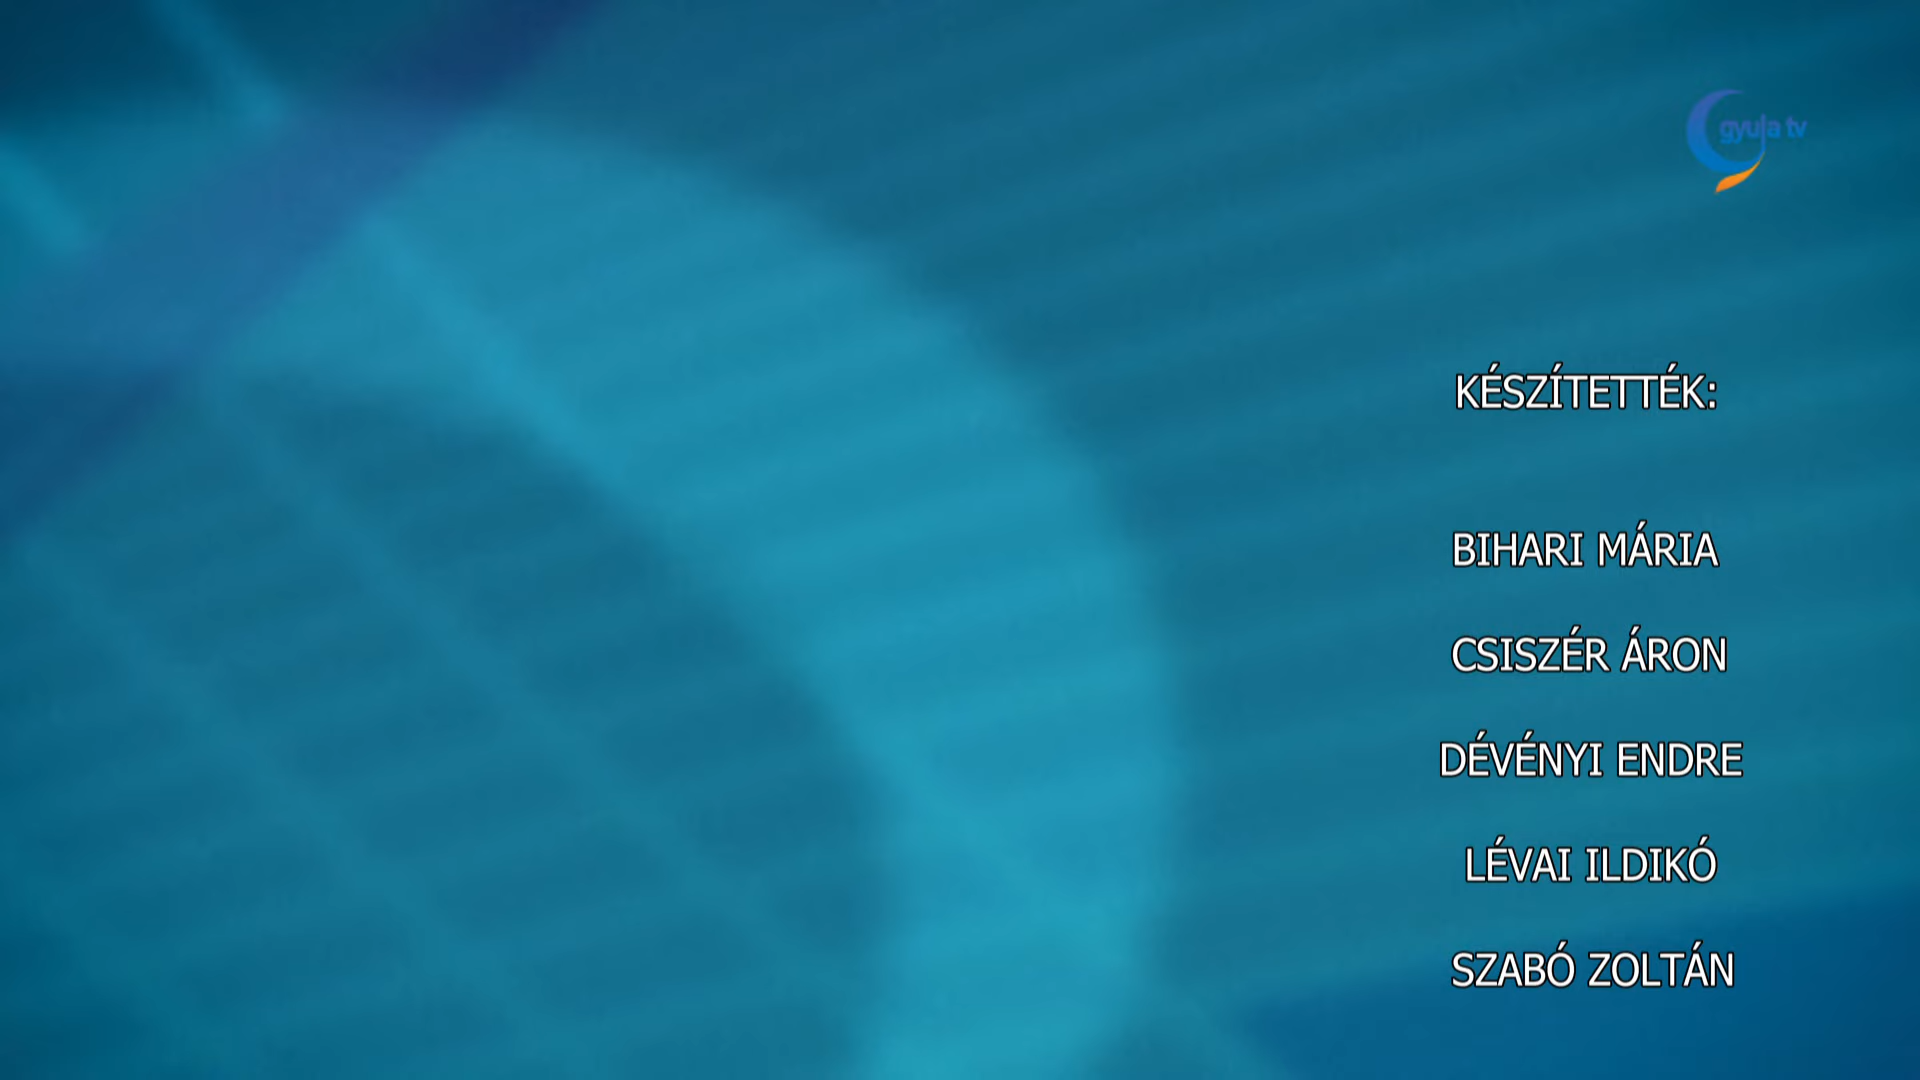 gyula tv
KÉSZÍTETTÉK:
BIHARI MÁRIA
CSISZÉR ÁRON
DÉVÉNYI ENDRE
LÉVAI ILDIKÓ
SZABÓ ZOLTÁN